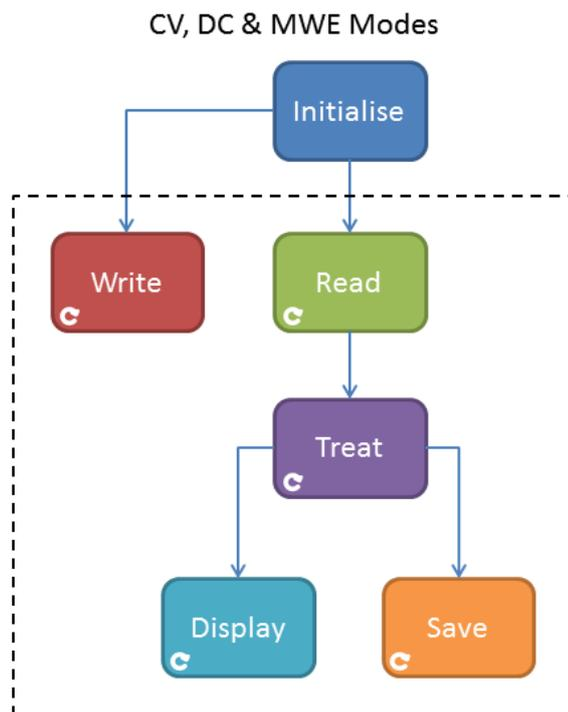 CV, DC & MWE Modes
Initialise
Write
Read
Treat
Display
Save